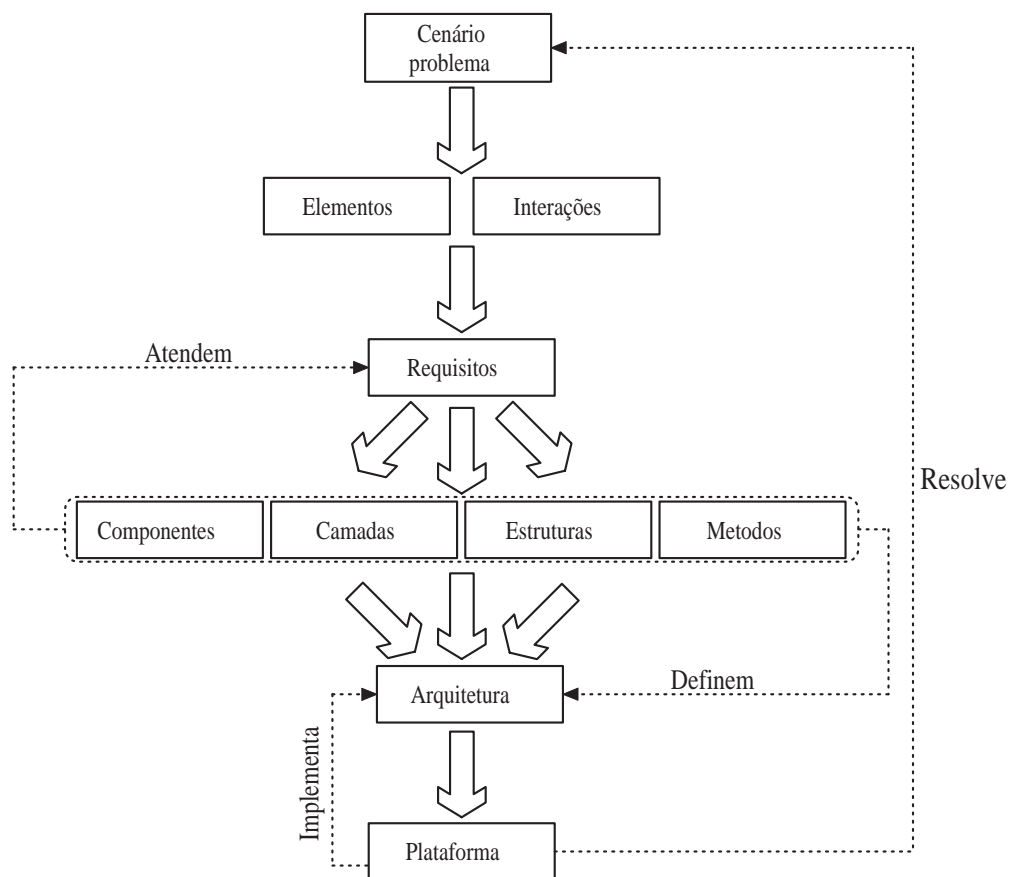 Cenário
problema
Elementos
Interações
Atendem
Requisitos
Resolve
Componentes
Camadas
Estruturas
Metodos
Arquitetura
Definem
Implementa
Plataforma